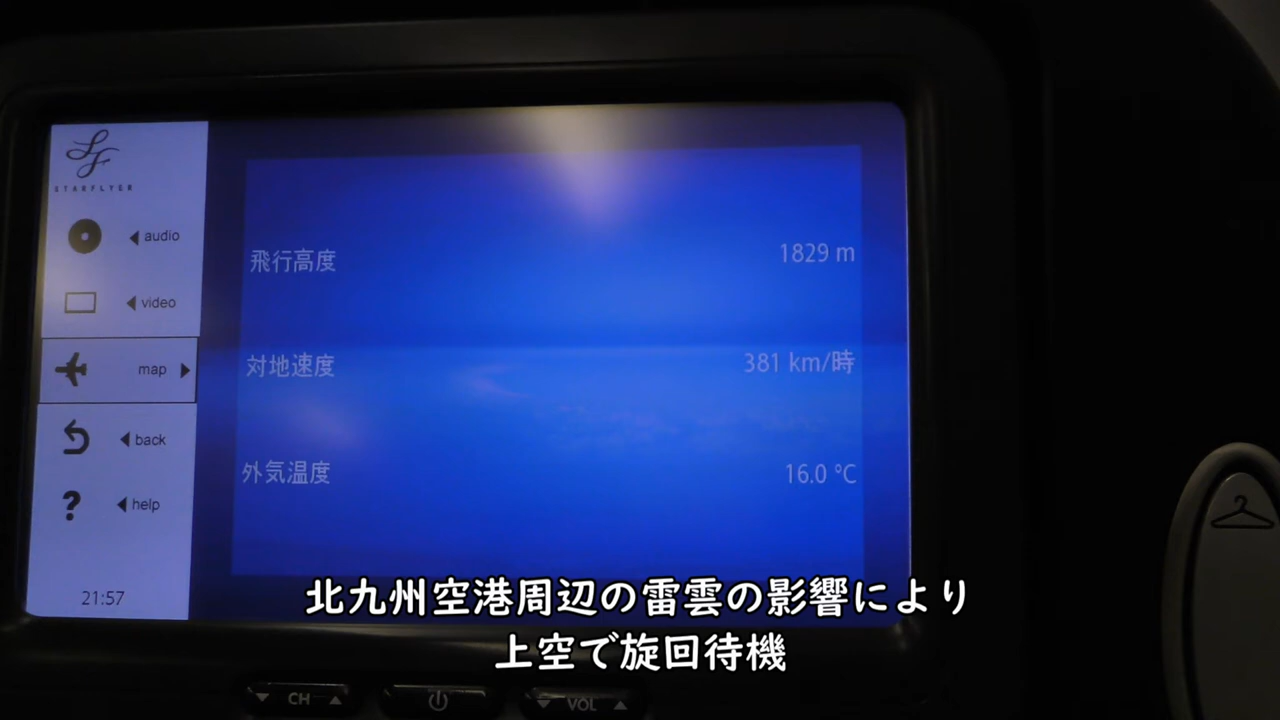 STARFLYER
audio
video
map
back
help
21:57
飛行高度 1829 m
対地速度 381 km/時
外気温度 16.0 ℃
北九州空港周辺の雷雲の影響により
上空で旋回待機
CH
VOL